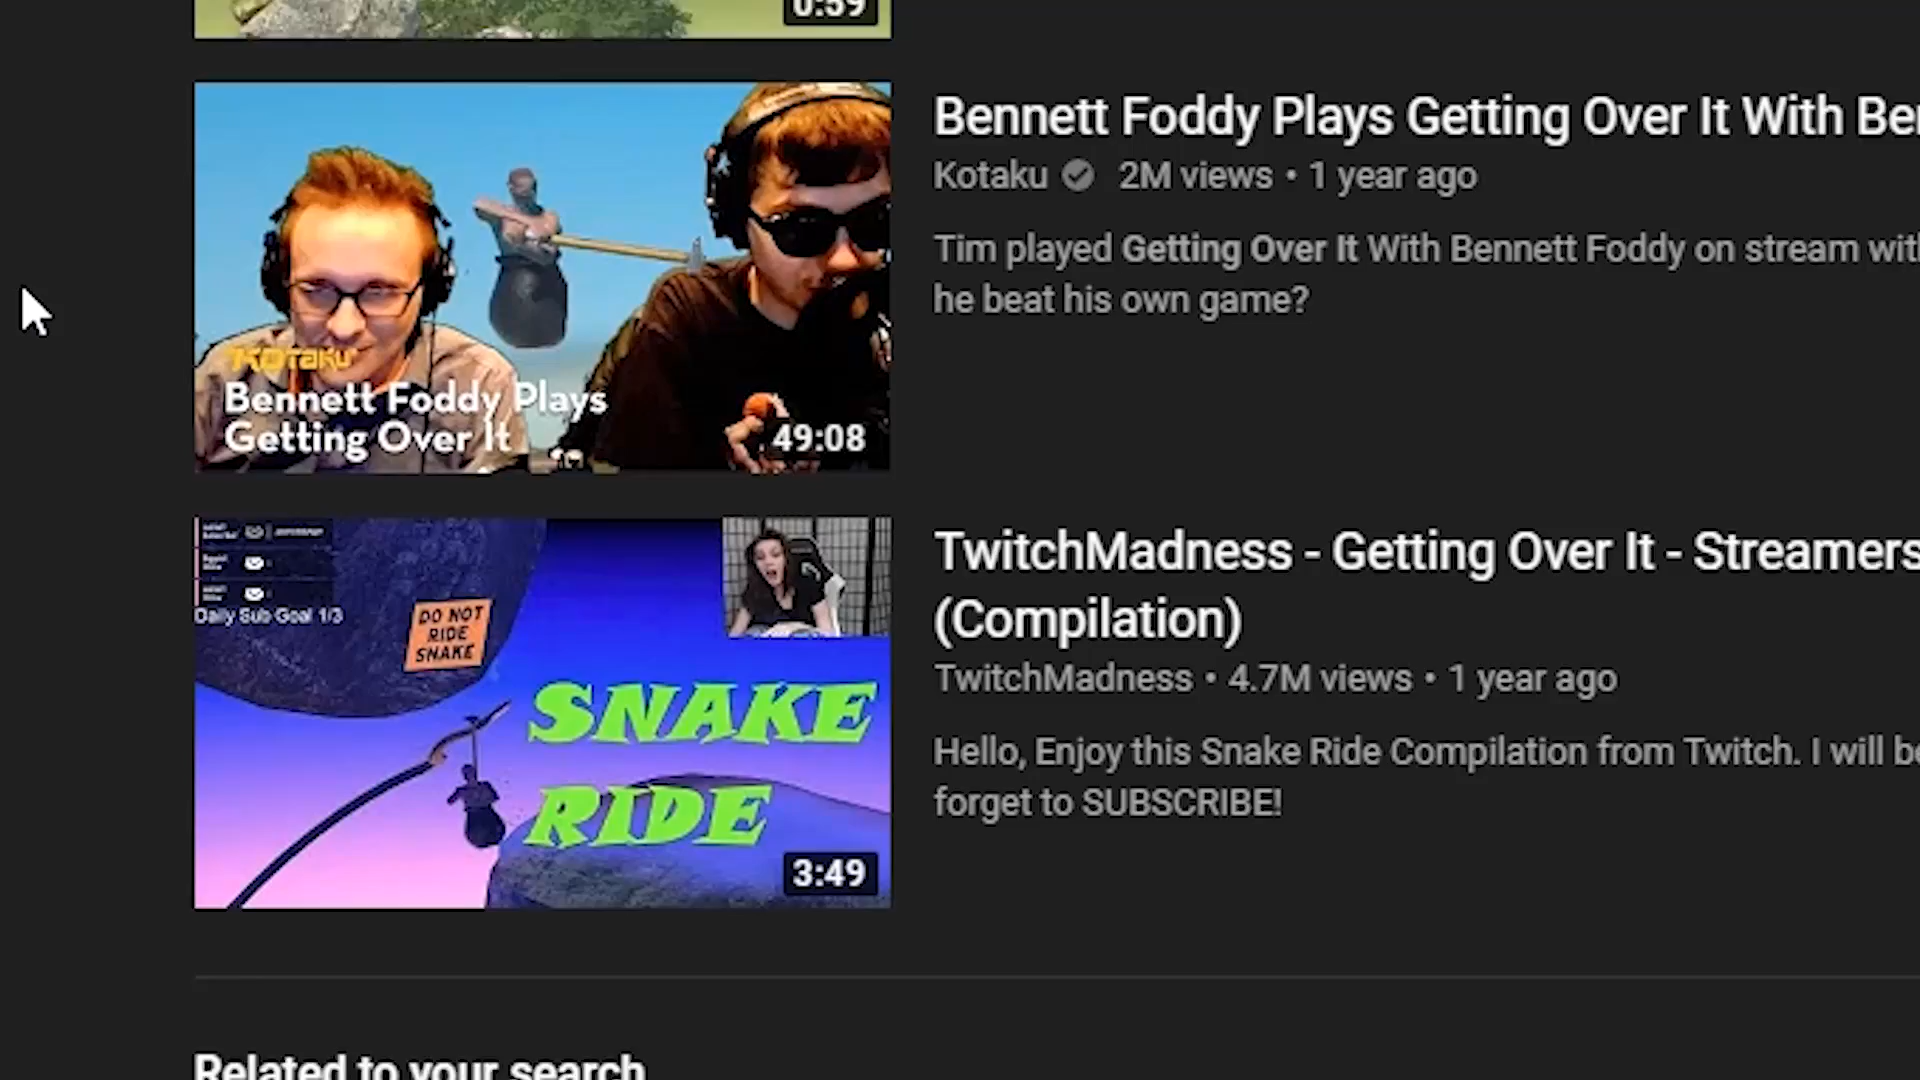 0:59
Bennett Foddy Plays Getting Over It With Be
Kotaku 2M views • 1 year ago
Tim played Getting Over It With Bennett Foddy on stream
he beat his own game?
KOTAKU
Bennett Foddy Plays
Getting Over It
49:08
TwitchMadness - Getting Over It - Streamers
(Compilation)
TwitchMadness • 4.7M views • 1 year ago
Hello, Enjoy this Snake Ride Compilation from Twitch. I will
forget to SUBSCRIBE!
Daily Sub Goal 1/3
DO NOT
RIDE
SNAKE
SNAKE
RIDE
3:49
Related to your search